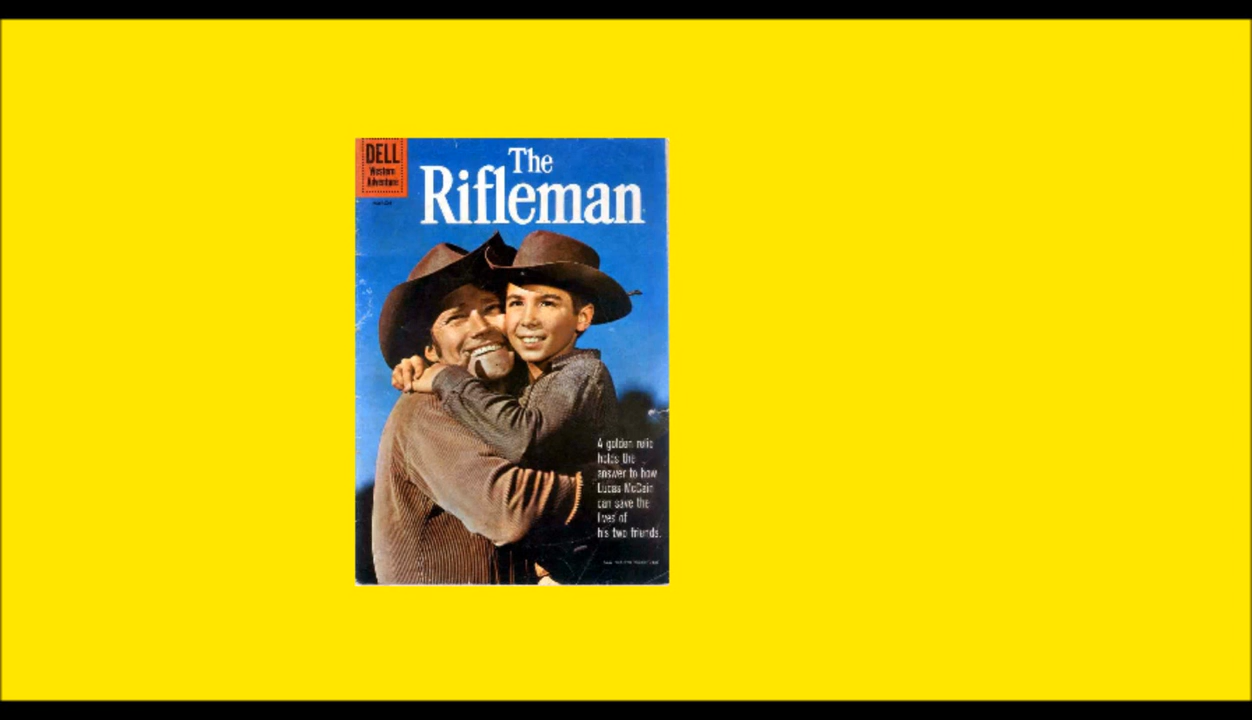 DELL
Western
Adventure
The
Rifleman
A golden relic
holds the
answer to how
Lucas McCain
can save the
lives of
his two friends.